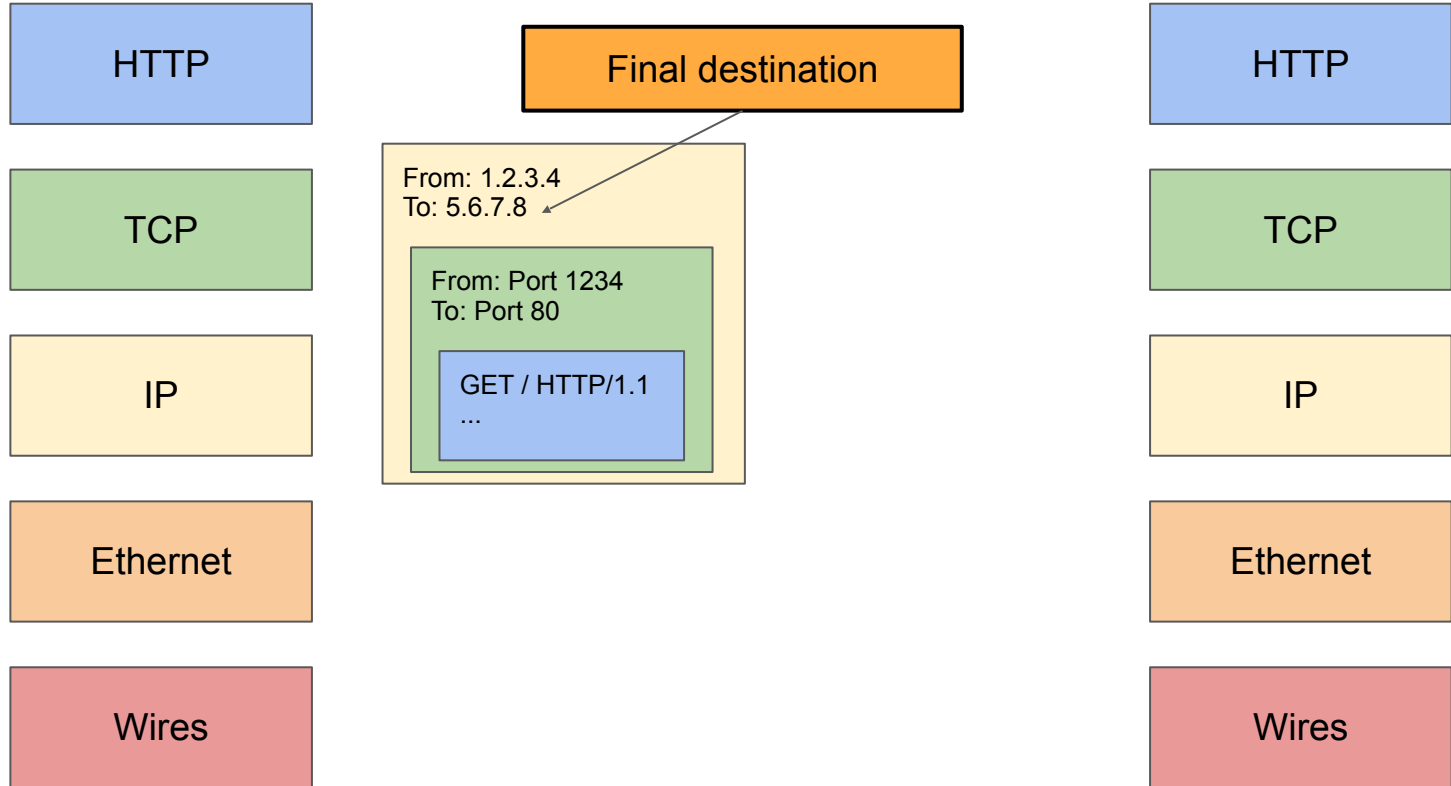 HTTP
TCP
IP
Ethernet
Wires
Final destination
From: 1.2.3.4
To: 5.6.7.8
From: Port 1234
To: Port 80
GET / HTTP/1.1
...
HTTP
TCP
IP
Ethernet
Wires